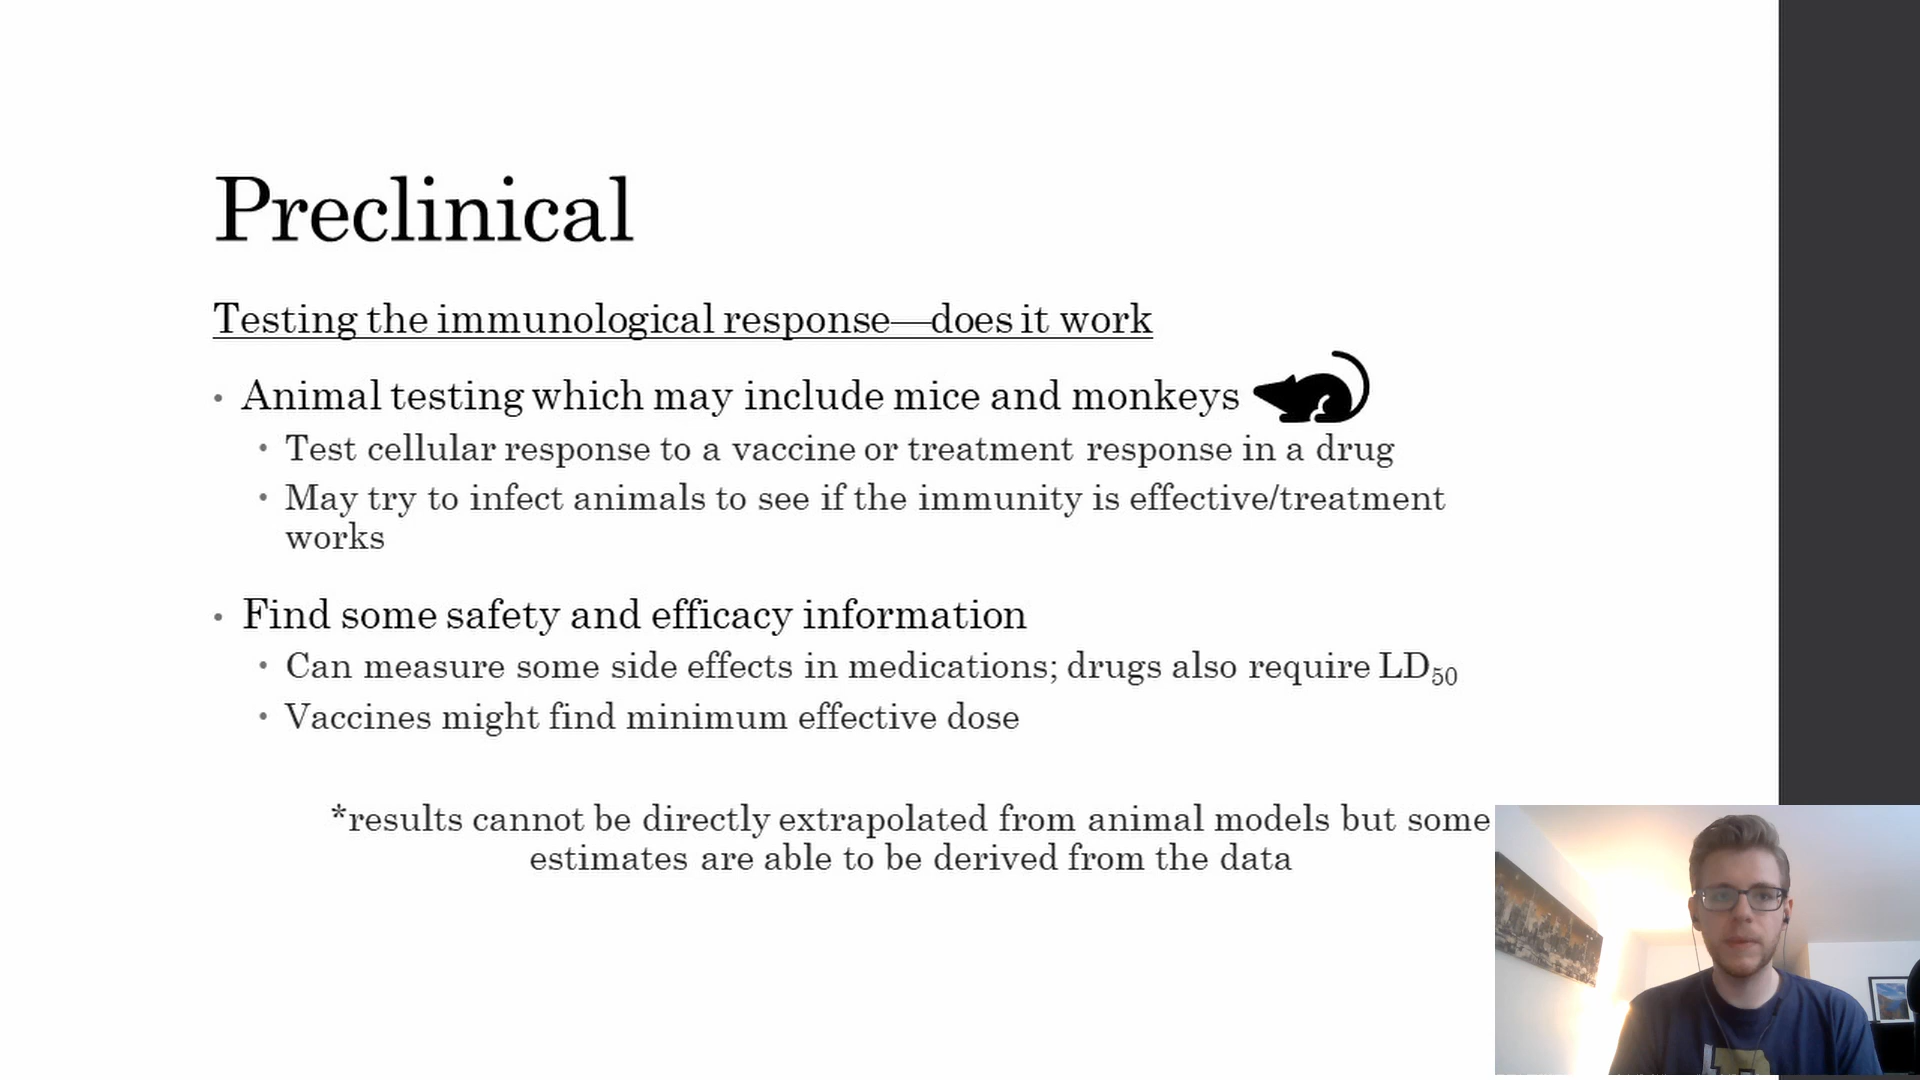 Preclinical
Testing the immunological response—does it work
• Animal testing which may include mice and monkeys
• Test cellular response to a vaccine or treatment response in a drug
• May try to infect animals to see if the immunity is effective/treatment
works
• Find some safety and efficacy information
• Can measure some side effects in medications; drugs also require LD₅₀
• Vaccines might find minimum effective dose
*results cannot be directly extrapolated from animal models but some
estimates are able to be derived from the data